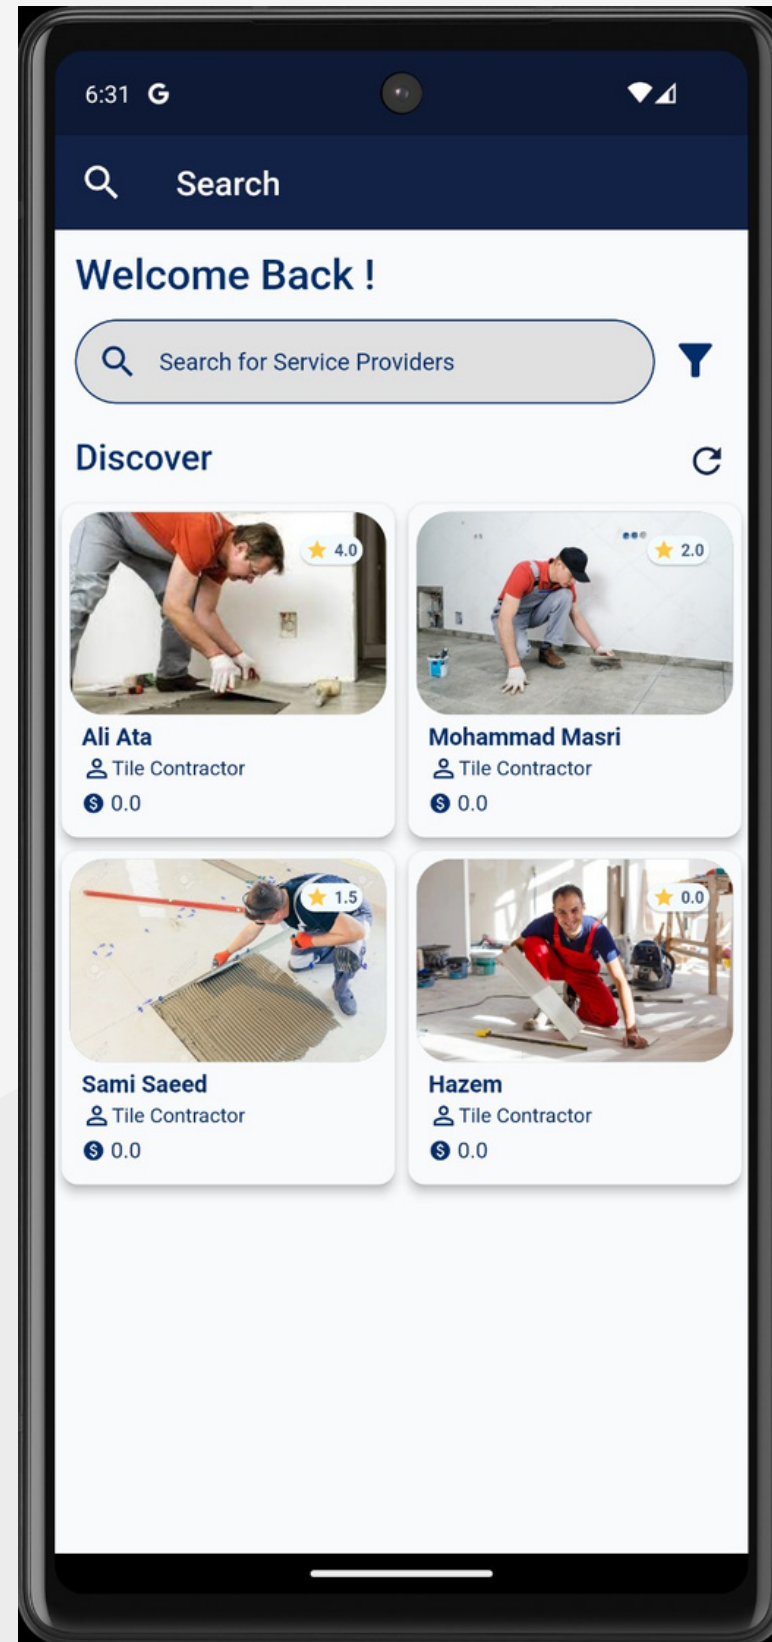 6:31 G
Search
Welcome Back !
Search for Service Providers
Discover
4.0
2.0
Ali Ata
Tile Contractor
0.0
Mohammad Masri
Tile Contractor
0.0
1.5
0.0
Sami Saeed
Tile Contractor
0.0
Hazem
Tile Contractor
0.0